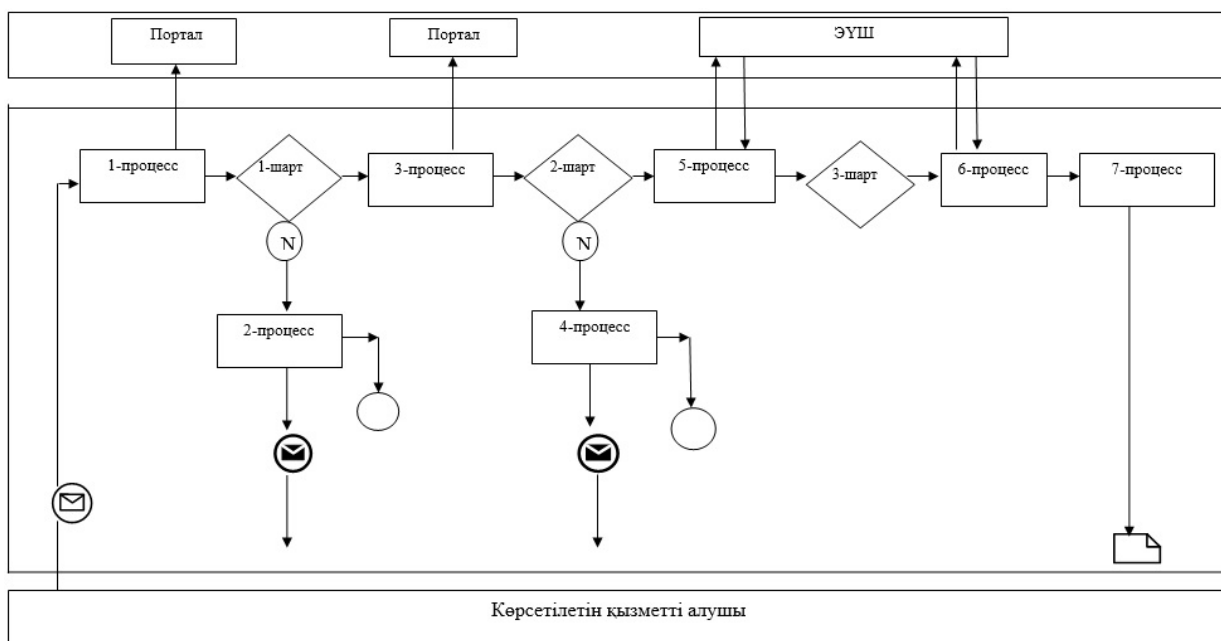 Портал
Портал
ЭҮШ
1-процесс
1-шарт
3-процесс
2-шарт
5-процесс
3-шарт
6-процесс
7-процесс
N
N
2-процесс
4-процесс
Көрсетілетін қызметті алушы